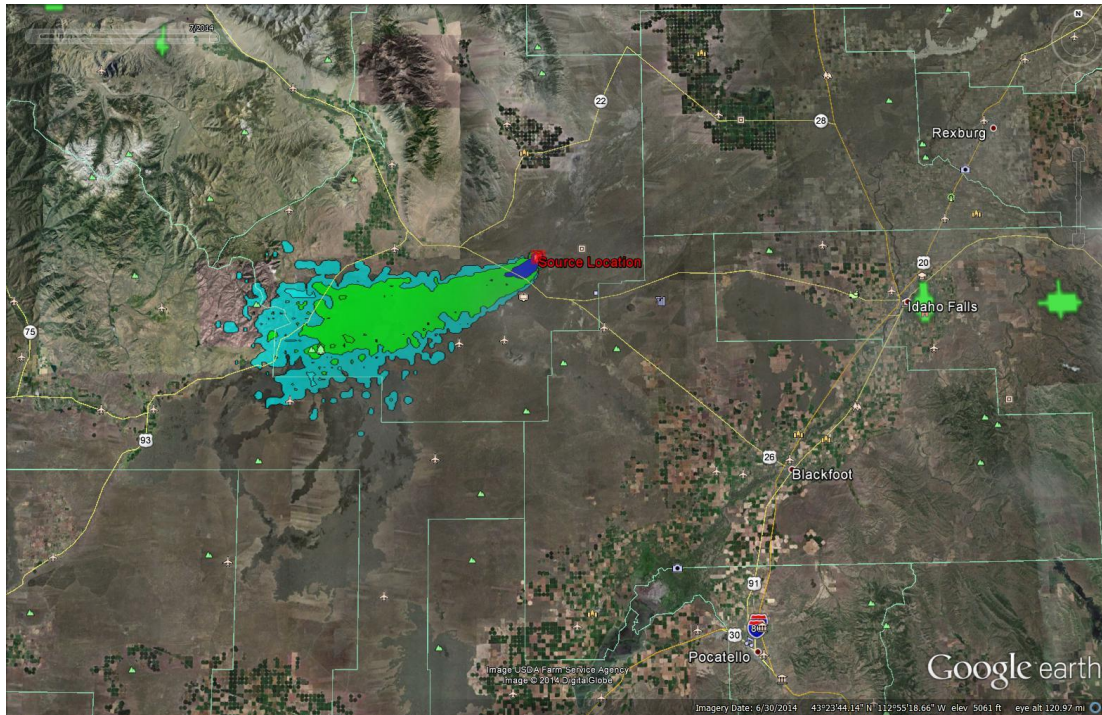 7/2014
N
22
28
Rexburg
Source Location
20
Idaho Falls
75
93
26
Blackfoot
91
30
Pocatello
Image USDA Farm Service Agency
Image © 2014 DigitalGlobe
Google earth
Imagery Date: 6/30/2014 43°23'44.14" N 112°55'18.66" W elev 5061 ft eye alt 120.97 mi